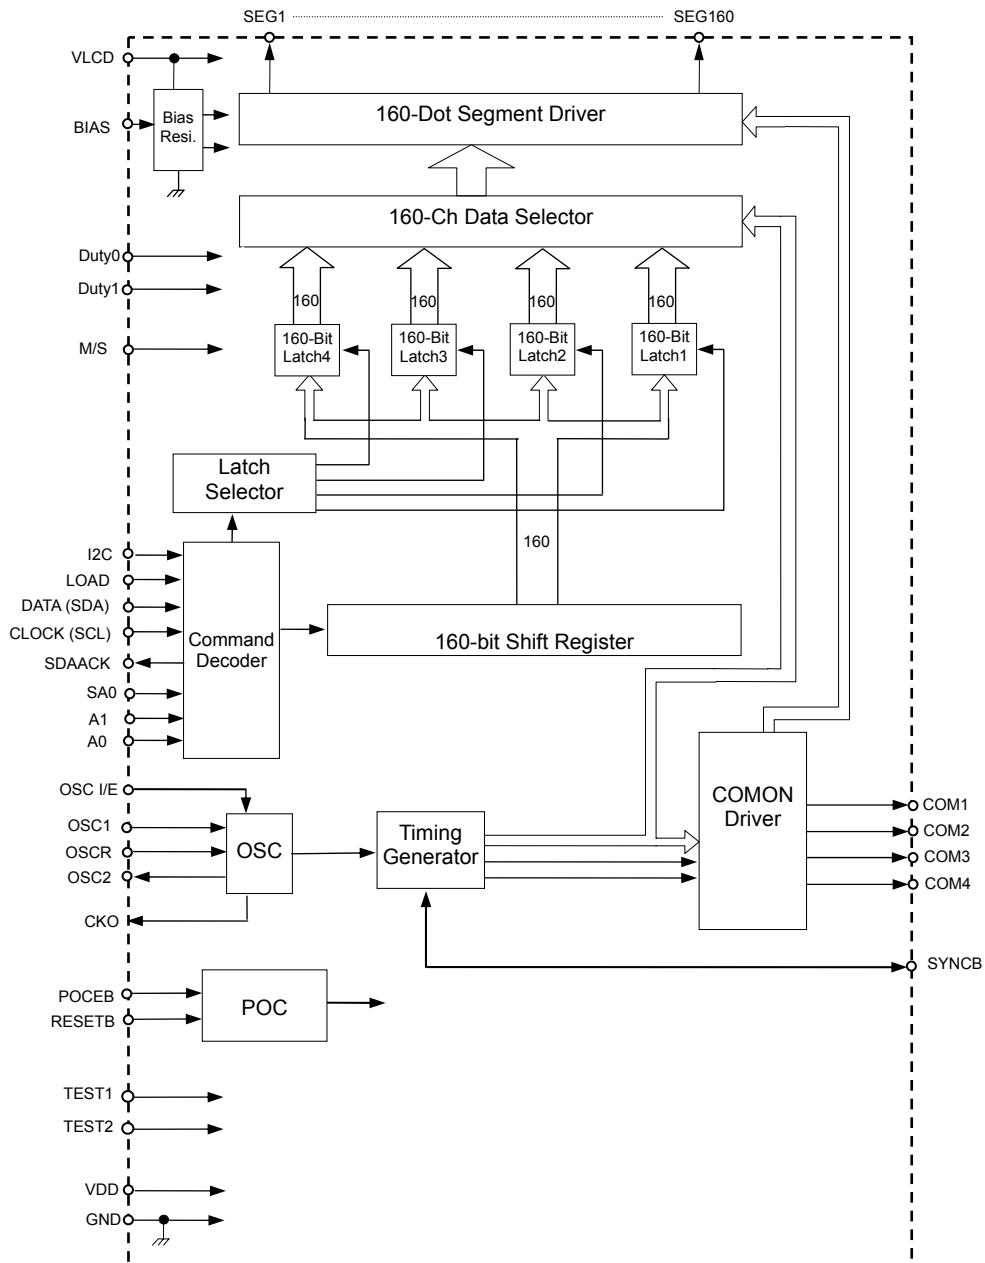 SEG1
SEG160
VLCD
BIAS
Bias
Resi.
160-Dot Segment Driver
160-Ch Data Selector
Duty0
Duty1
M/S
160
160
160
160
160-Bit
Latch4
160-Bit
Latch3
160-Bit
Latch2
160-Bit
Latch1
Latch
Selector
160
I2C
LOAD
DATA (SDA)
CLOCK (SCL)
SDAACK
SA0
A1
A0
Command
Decoder
160-bit Shift Register
OSC I/E
OSC1
OSCR
OSC2
CKO
OSC
Timing
Generator
COMON
Driver
COM1
COM2
COM3
COM4
SYNCB
POCEB
RESETB
POC
TEST1
TEST2
VDD
GND